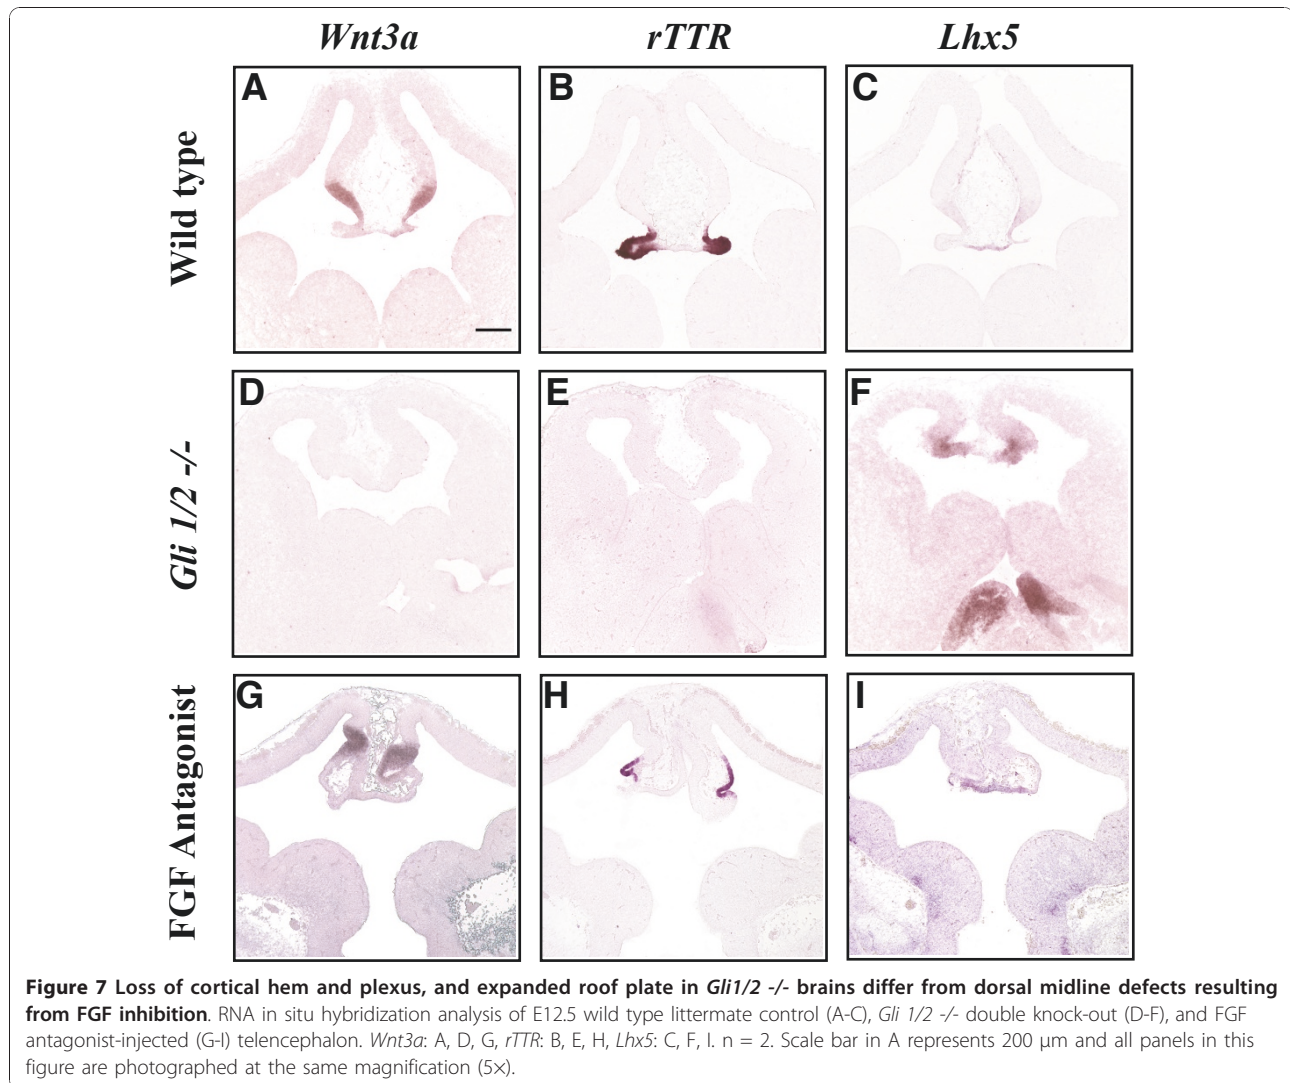 Wnt3a rTTR Lhx5
Wild type
A B C
Gli 1/2 -/-
D E F
FGF Antagonist
G H I
Figure 7 Loss of cortical hem and plexus, and expanded roof plate in Gli1/2 -/- brains differ from dorsal midline defects resulting
from FGF inhibition. RNA in situ hybridization analysis of E12.5 wild type littermate control (A-C), Gli 1/2 -/- double knock-out (D-F), and FGF
antagonist-injected (G-I) telencephalon. Wnt3a: A, D, G, rTTR: B, E, H, Lhx5: C, F, I. n = 2. Scale bar in A represents 200 μm and all panels in this
figure are photographed at the same magnification (5×).